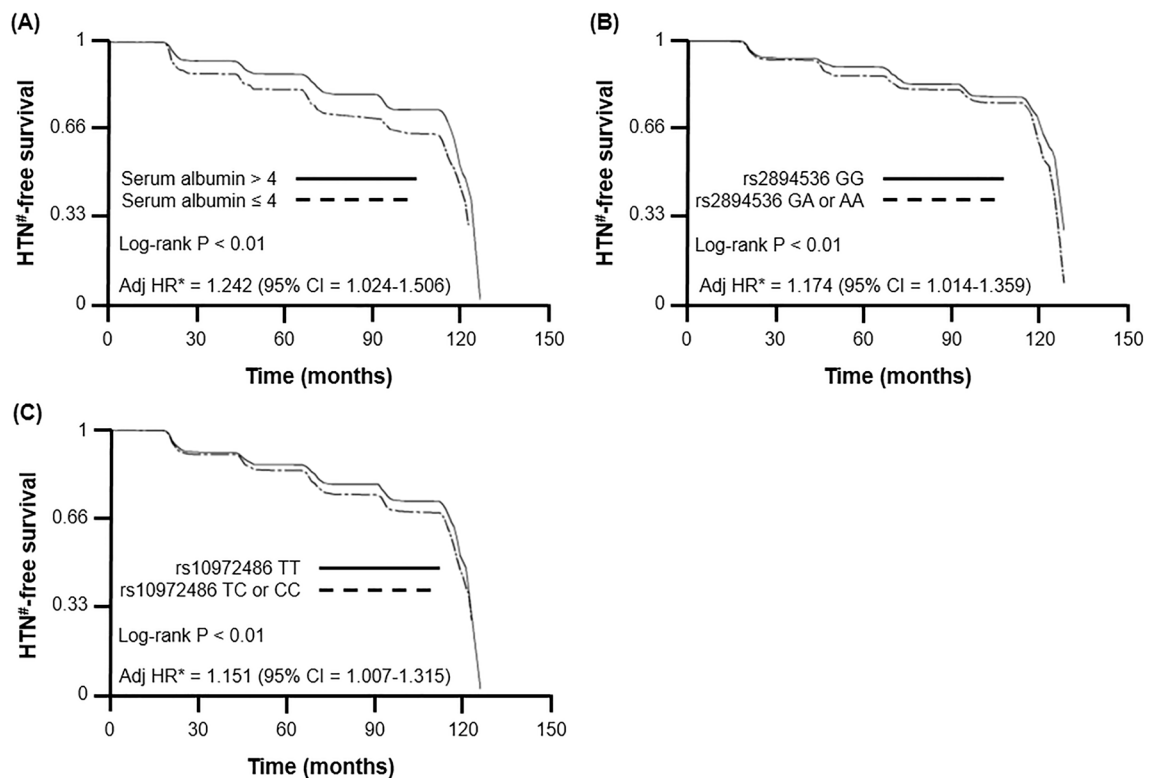 (A)
HTN#-free survival
1
0.66
0.33
0
Serum albumin > 4
Serum albumin ≤ 4
Log-rank P < 0.01
Adj HR* = 1.242 (95% CI = 1.024-1.506)
0 30 60 90 120 150
Time (months)
(B)
HTN#-free survival
1
0.66
0.33
0
rs2894536 GG
rs2894536 GA or AA
Log-rank P < 0.01
Adj HR* = 1.174 (95% CI = 1.014-1.359)
0 30 60 90 120 150
Time (months)
(C)
HTN#-free survival
1
0.66
0.33
0
rs10972486 TT
rs10972486 TC or CC
Log-rank P < 0.01
Adj HR* = 1.151 (95% CI = 1.007-1.315)
0 30 60 90 120 150
Time (months)